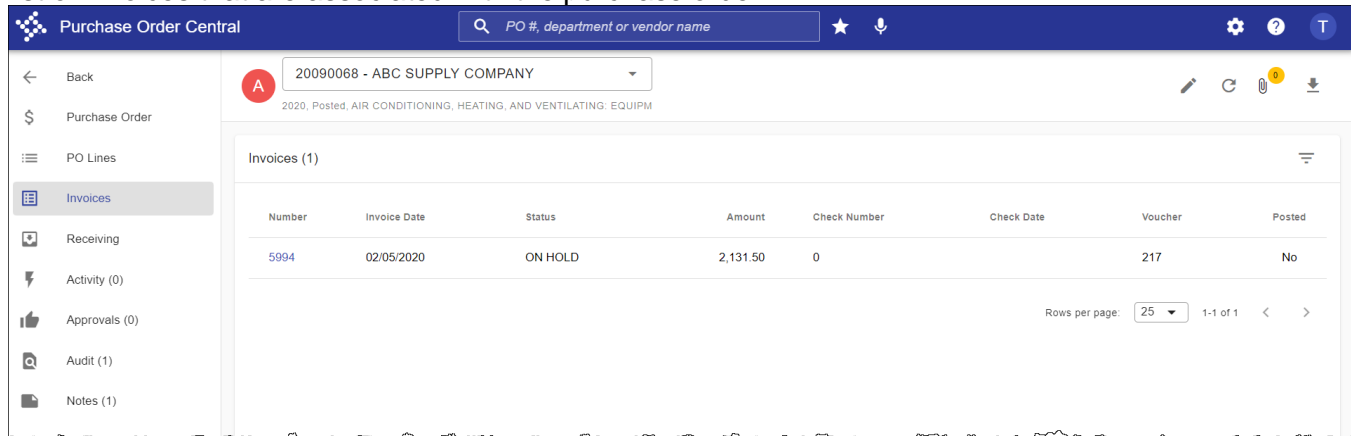 Purchase Order Central
PO #, department or vendor name
T
Back
Purchase Order
PO Lines
Invoices
Receiving
Activity (0)
Approvals (0)
Audit (1)
Notes (1)
A
20090068 - ABC SUPPLY COMPANY
0
2020, Posted, AIR CONDITIONING, HEATING, AND VENTILATING: EQUIPM
Invoices (1)
Number Invoice Date Status Amount Check Number Check Date Voucher Posted
5994 02/05/2020 ON HOLD 2,131.50 0 217 No
Rows per page: 25 1-1 of 1